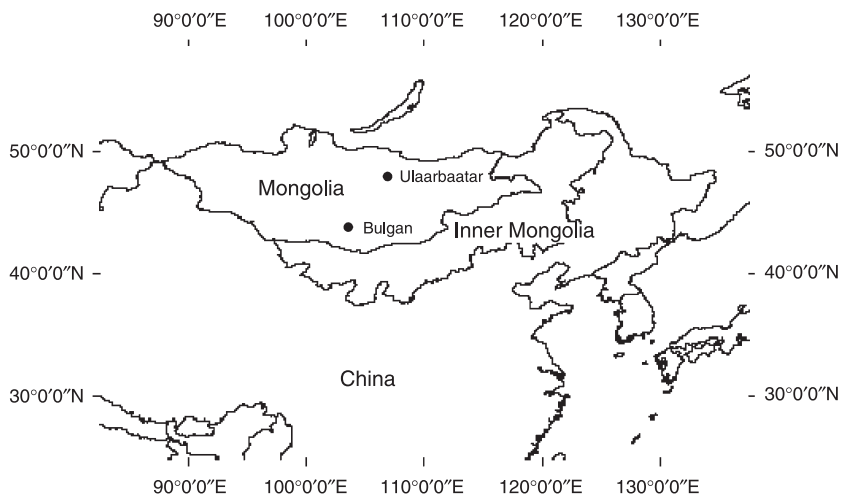 90°0′0″E 100°0′0″E 110°0′0″E 120°0′0″E 130°0′0″E
50°0′0″N 50°0′0″N
Mongolia
Ulaarbaatar
Bulgan
Inner Mongolia
40°0′0″N 40°0′0″N
China
30°0′0″N 30°0′0″N
90°0′0″E 100°0′0″E 110°0′0″E 120°0′0″E 130°0′0″E